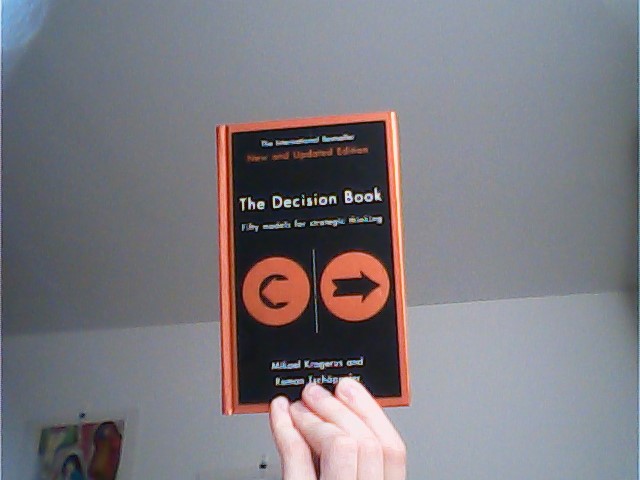 The International Bestseller
New and Updated Edition
The Decision Book
Fifty models for strategic thinking
Mikael Krogerus and
Roman Tschäppeler